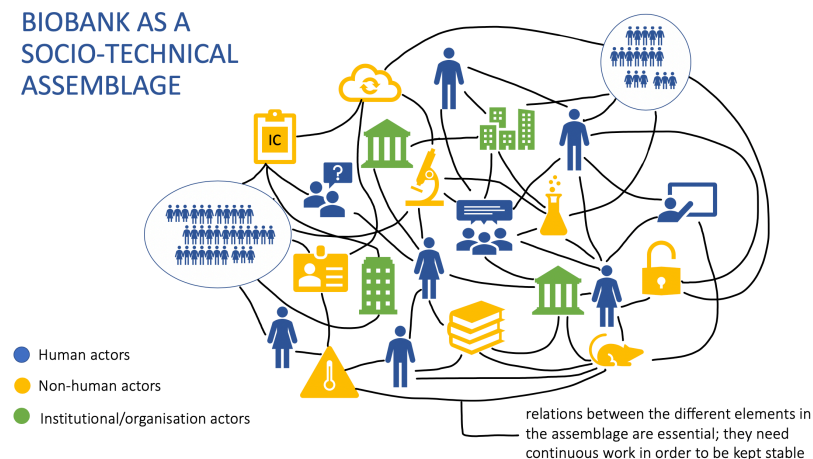 BIOBANK AS A
SOCIO-TECHNICAL
ASSEMBLAGE
IC
?
Human actors
Non-human actors
Institutional/organisation actors
relations between the different elements in
the assemblage are essential; they need
continuous work in order to be kept stable